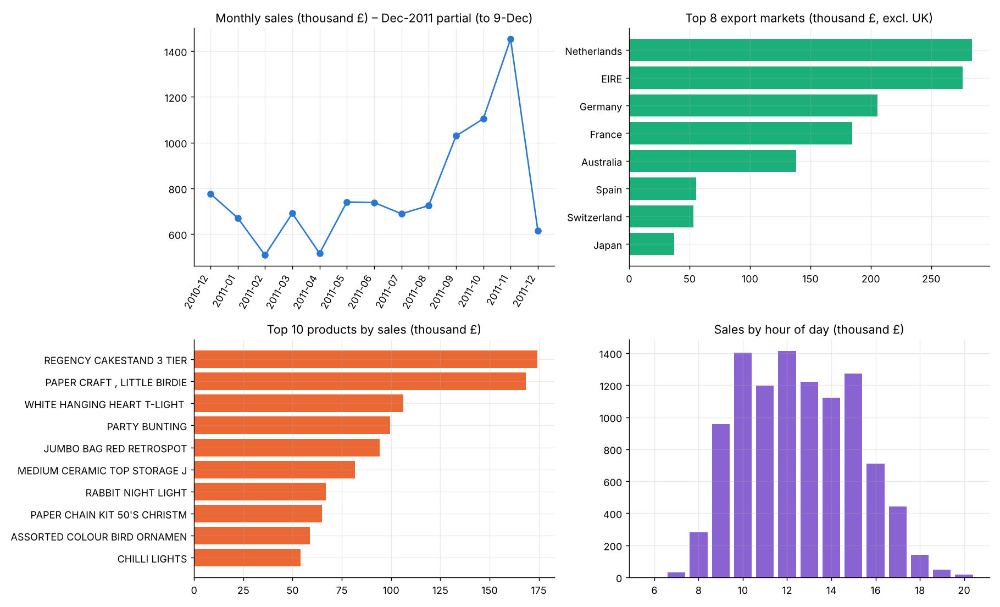 Monthly sales (thousand £) – Dec-2011 partial (to 9-Dec)
1400
1200
1000
800
600
2010-12
2011-01
2011-02
2011-03
2011-04
2011-05
2011-06
2011-07
2011-08
2011-09
2011-10
2011-11
2011-12
Top 8 export markets (thousand £, excl. UK)
Netherlands
EIRE
Germany
France
Australia
Spain
Switzerland
Japan
0 50 100 150 200 250
Top 10 products by sales (thousand £)
REGENCY CAKESTAND 3 TIER
PAPER CRAFT , LITTLE BIRDIE
WHITE HANGING HEART T-LIGHT
PARTY BUNTING
JUMBO BAG RED RETROSPOT
MEDIUM CERAMIC TOP STORAGE J
RABBIT NIGHT LIGHT
PAPER CHAIN KIT 50'S CHRISTM
ASSORTED COLOUR BIRD ORNAMEN
CHILLI LIGHTS
0 25 50 75 100 125 150 175
Sales by hour of day (thousand £)
1400
1200
1000
800
600
400
200
0
6 8 10 12 14 16 18 20